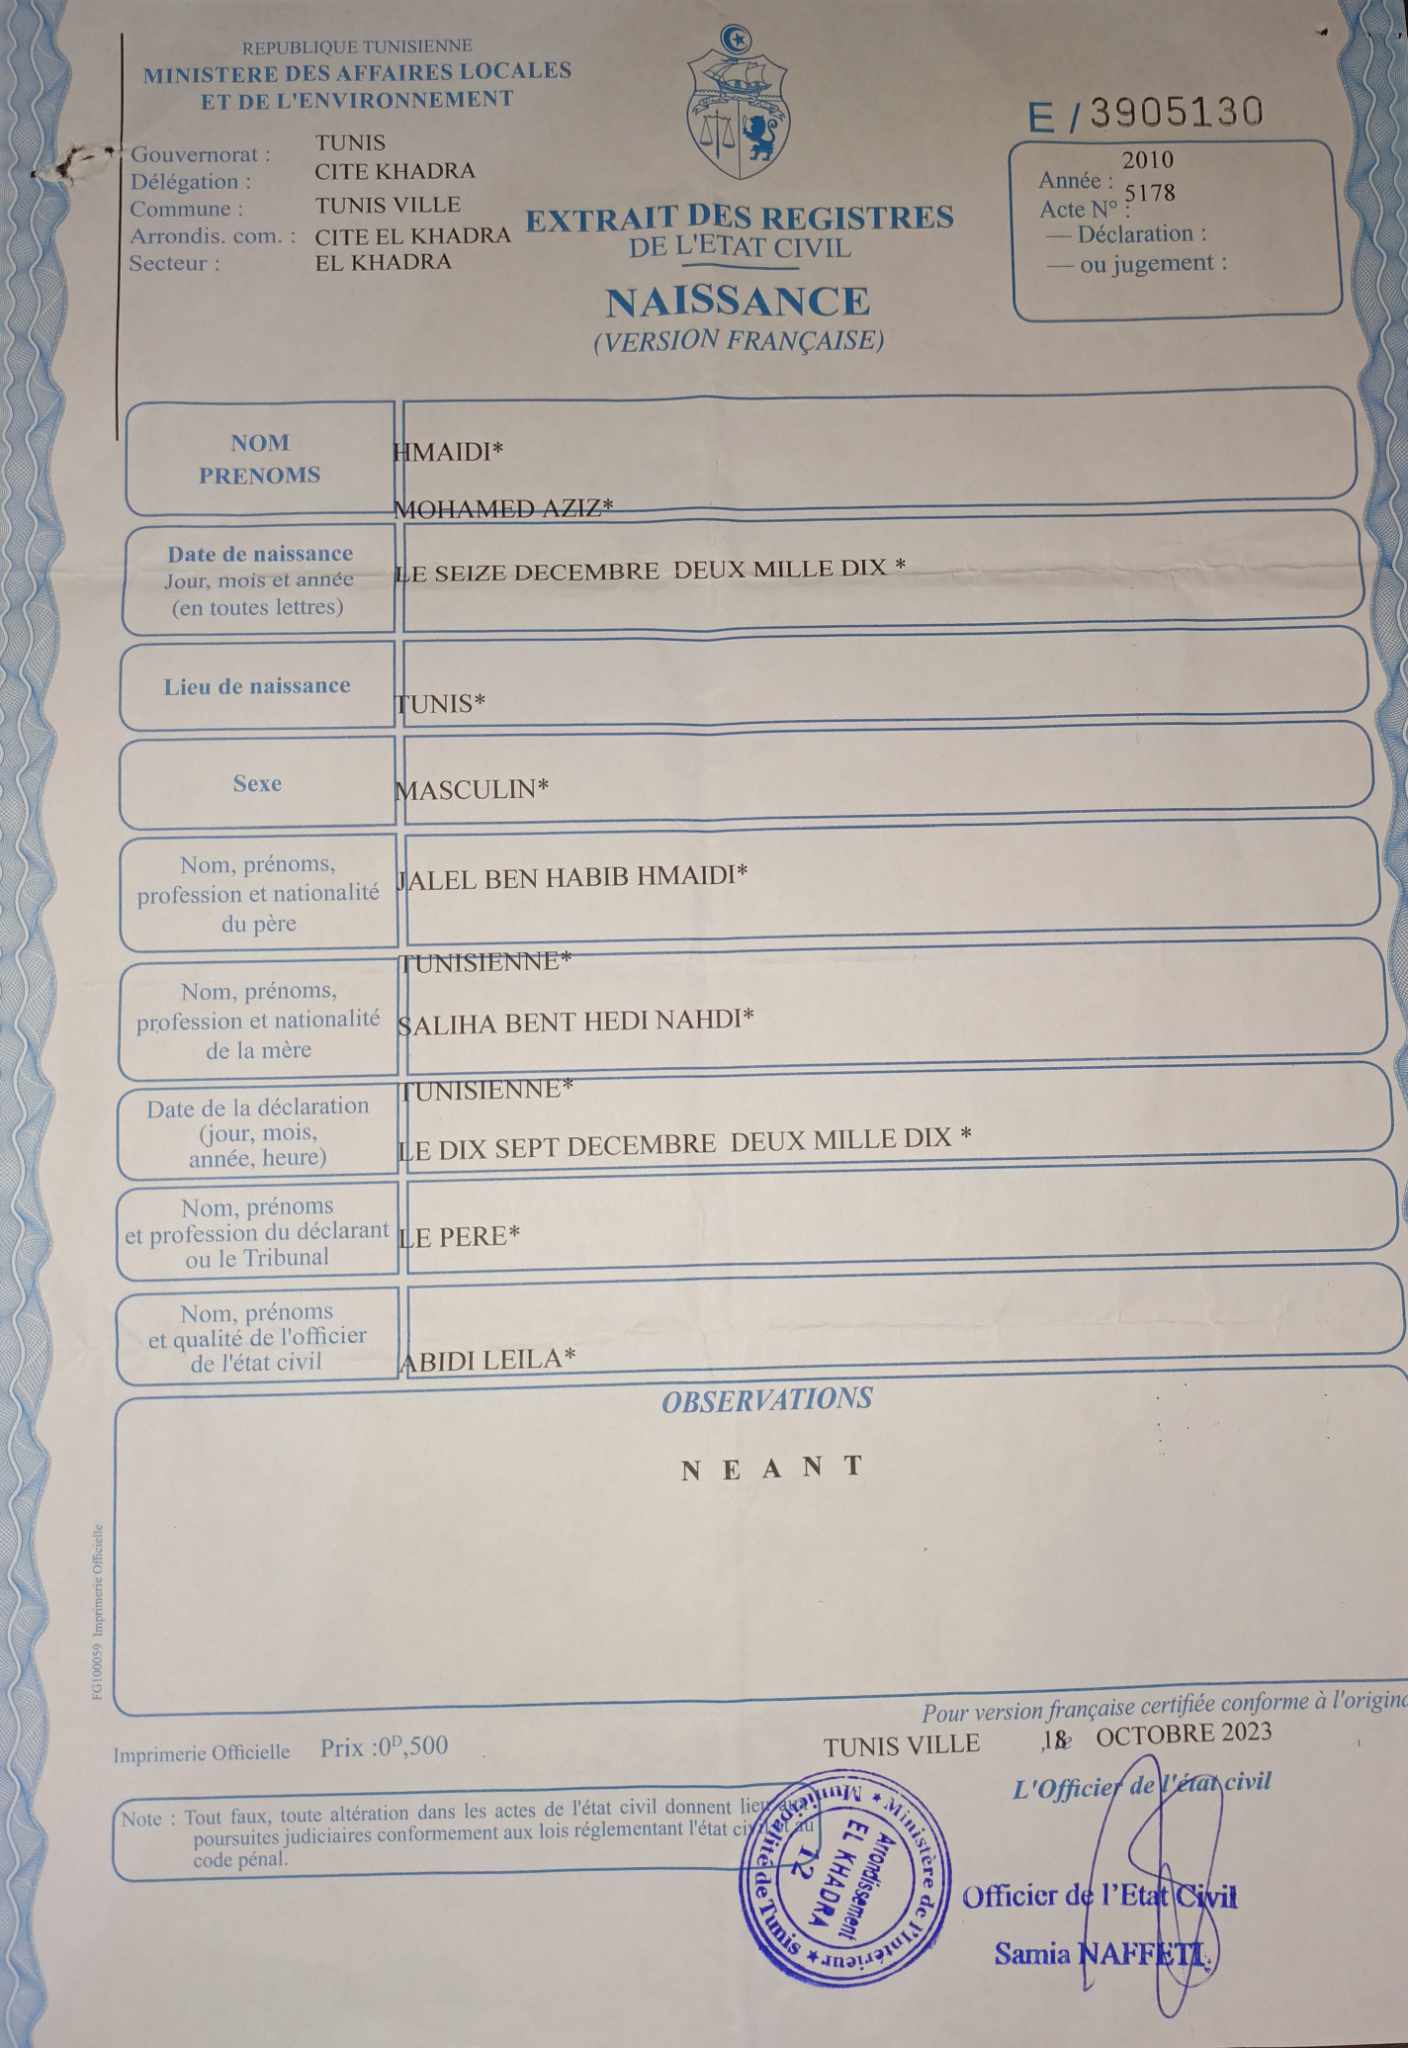 REPUBLIQUE TUNISIENNE
MINISTERE DES AFFAIRES LOCALES
ET DE L'ENVIRONNEMENT
Gouvernorat : TUNIS
Délégation : CITE KHADRA
Commune : TUNIS VILLE
Arrondis. com. : CITE EL KHADRA
Secteur : EL KHADRA
EXTRAIT DES REGISTRES
DE L'ETAT CIVIL
NAISSANCE
(VERSION FRANÇAISE)
E / 3905130
Année : 2010
Acte N° : 5178
— Déclaration :
— ou jugement :
NOM
PRENOMS
HMAIDI*
MOHAMED AZIZ*
Date de naissance
Jour, mois et année
(en toutes lettres)
LE SEIZE DECEMBRE DEUX MILLE DIX *
Lieu de naissance
TUNIS*
Sexe
MASCULIN*
Nom, prénoms,
profession et nationalité
du père
JALEL BEN HABIB HMAIDI*
TUNISIENNE*
Nom, prénoms,
profession et nationalité
de la mère
SALIHA BENT HEDI NAHDI*
TUNISIENNE*
Date de la déclaration
(jour, mois,
année, heure)
LE DIX SEPT DECEMBRE DEUX MILLE DIX *
Nom, prénoms
et profession du déclarant
ou le Tribunal
LE PERE*
Nom, prénoms
et qualité de l'officier
de l'état civil
ABIDI LEILA*
OBSERVATIONS
N E A N T
FG100059 Imprimerie Officielle
Pour version française certifiée conforme à l'origina
Imprimerie Officielle Prix :0ᴰ,500
TUNIS VILLE 18 OCTOBRE 2023
L'Officier de l'état civil
Note : Tout faux, toute altération dans les actes de l'état civil donnent lieu aux
poursuites judiciaires conformement aux lois réglementant l'état civil et au
code pénal.
Ministère de l'Intérieur ★ Municipalité de Tunis ★
Arrondissement
EL KHADRA
12
Officier de l'Etat Civil
Samia NAFFETI